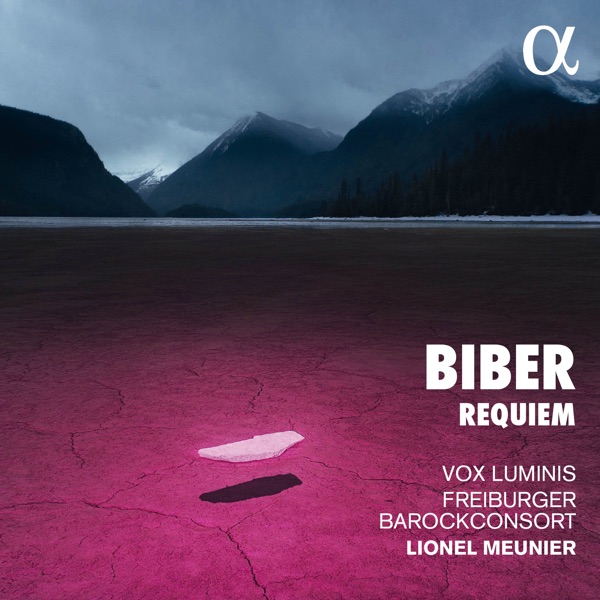 α
BIBER
REQUIEM
VOX LUMINIS
FREIBURGER
BAROCKCONSORT
LIONEL MEUNIER